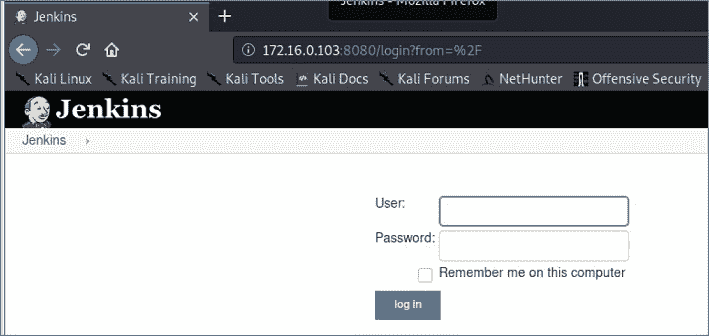 Jenkins - Mozilla Firefox
Jenkins
172.16.0.103:8080/login?from=%2F
Kali Linux Kali Training Kali Tools Kali Docs Kali Forums NetHunter Offensive Security
Jenkins
Jenkins
User:
Password:
Remember me on this computer
log in